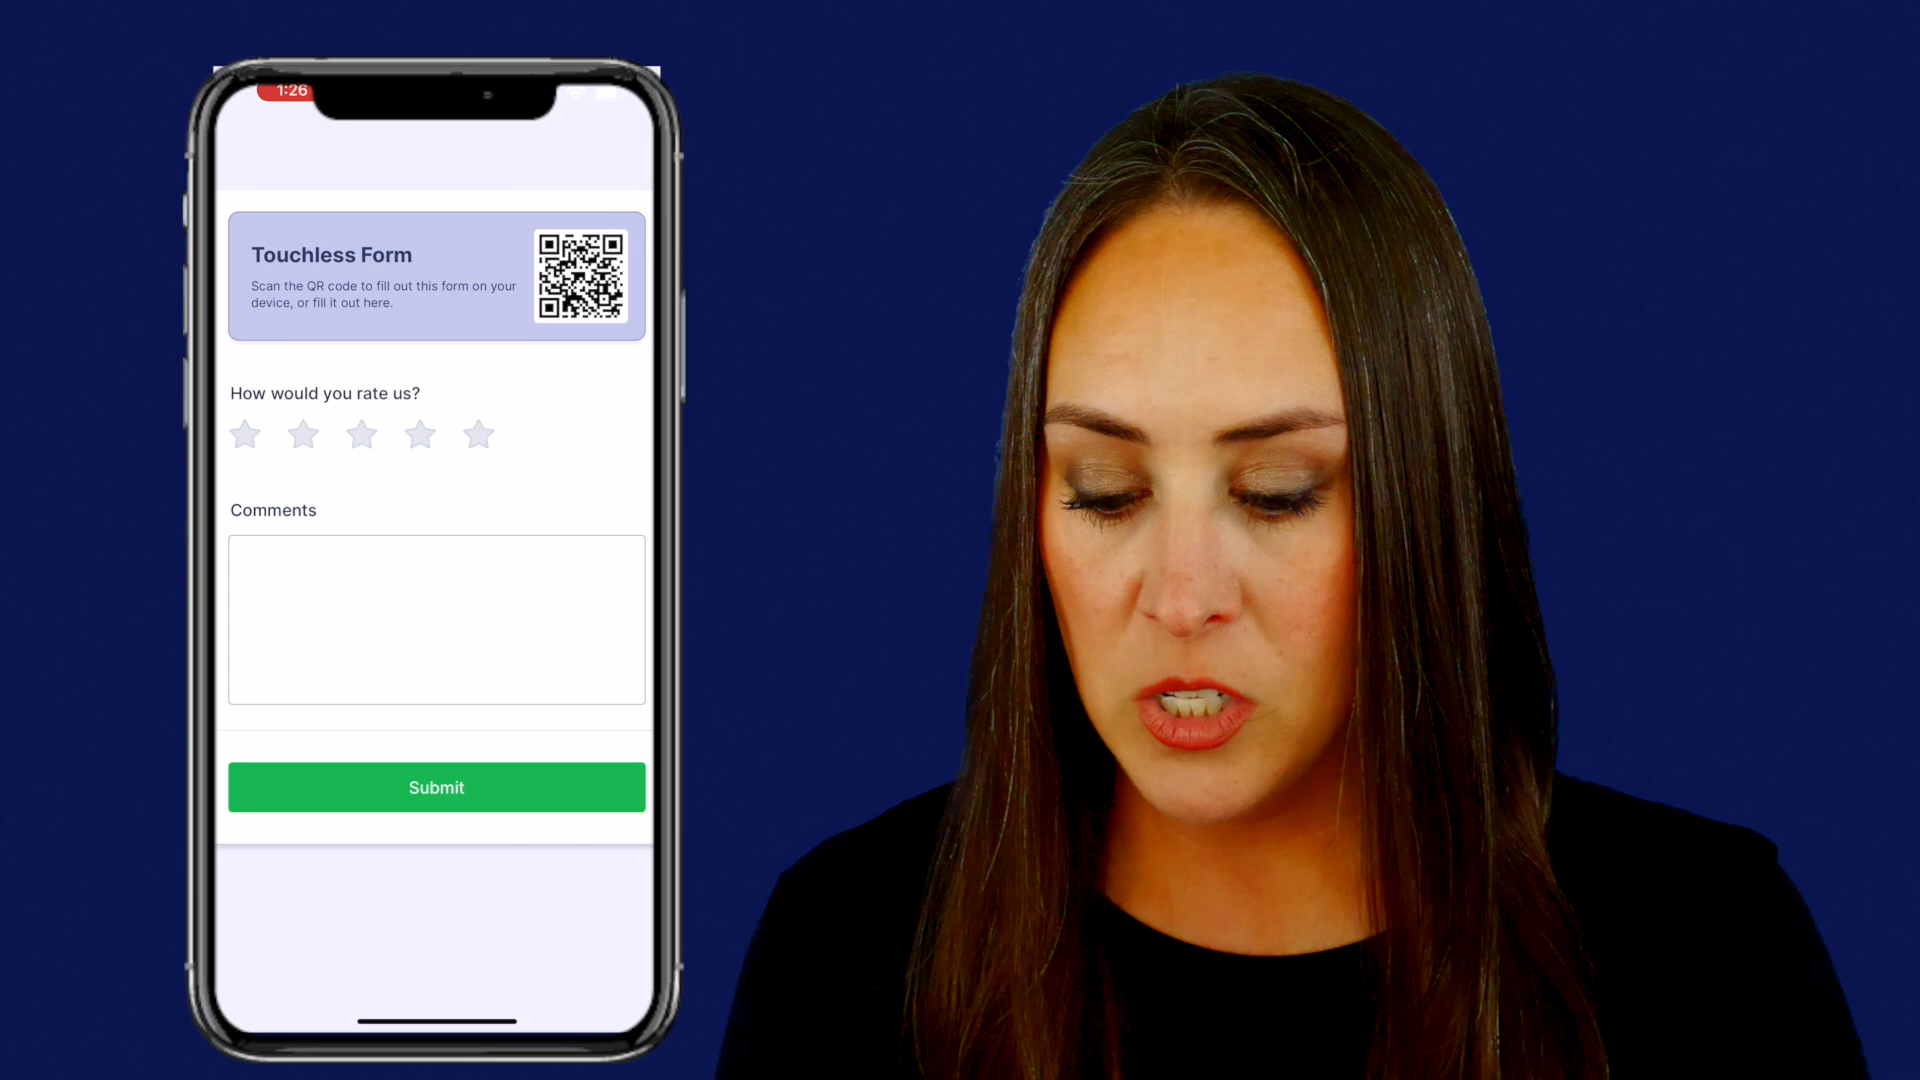 1:26
Touchless Form
Scan the QR code to fill out this form on your
device, or fill it out here.
How would you rate us?
Comments
Submit